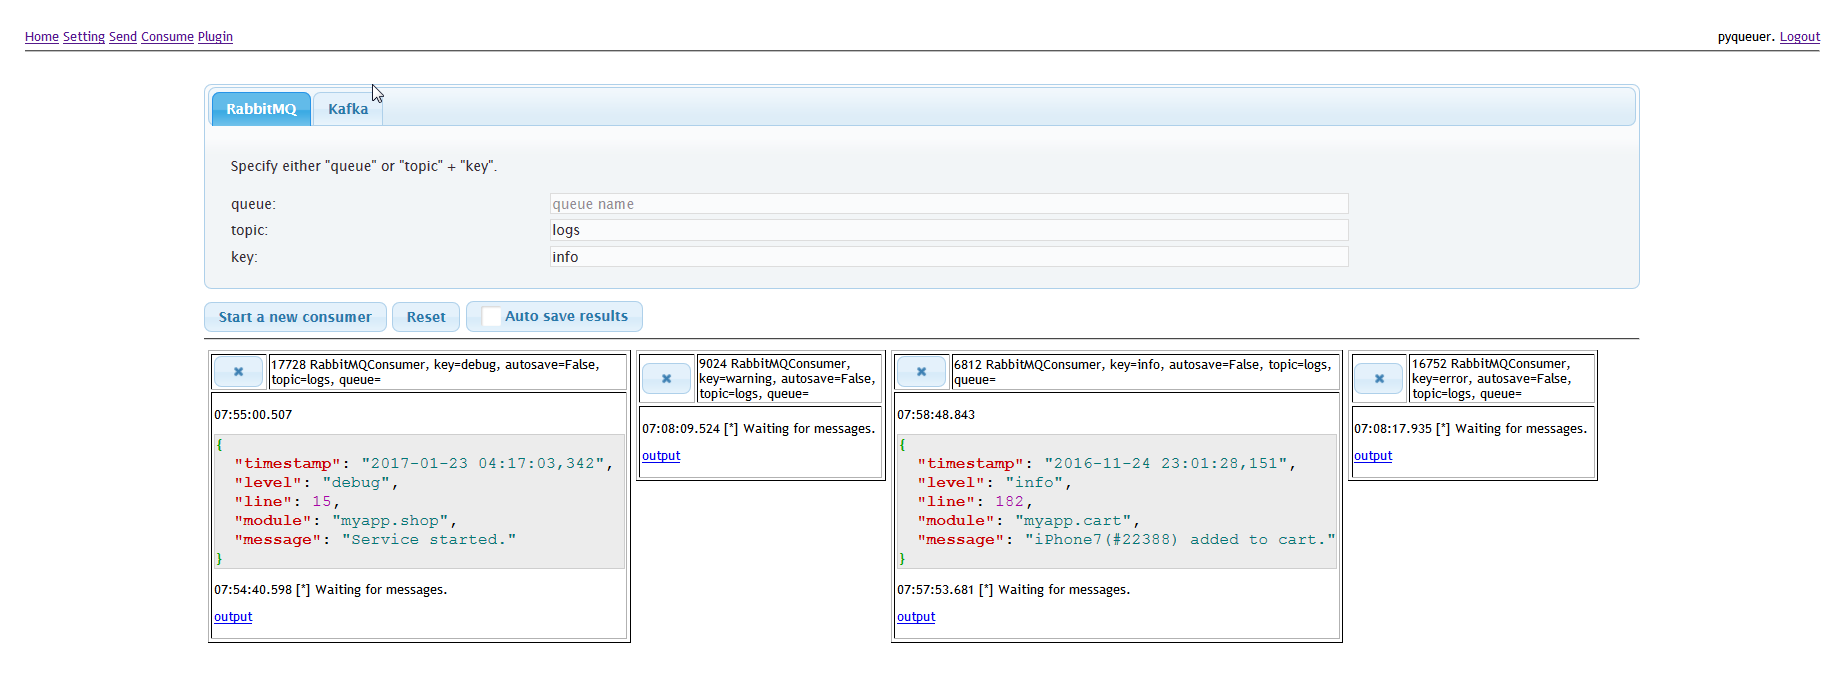 Home Setting Send Consume Plugin
pyqueuer. Logout
RabbitMQ Kafka
Specify either "queue" or "topic" + "key".
queue: queue name
topic: logs
key: info
Start a new consumer Reset Auto save results
17728 RabbitMQConsumer, key=debug, autosave=False,
topic=logs, queue=
07:55:00.507
{
"timestamp": "2017-01-23 04:17:03,342",
"level": "debug",
"line": 15,
"module": "myapp.shop",
"message": "Service started."
}
07:54:40.598 [*] Waiting for messages.
output
9024 RabbitMQConsumer,
key=warning, autosave=False,
topic=logs, queue=
07:08:09.524 [*] Waiting for messages.
output
6812 RabbitMQConsumer, key=info, autosave=False, topic=logs,
queue=
07:58:48.843
{
"timestamp": "2016-11-24 23:01:28,151",
"level": "info",
"line": 182,
"module": "myapp.cart",
"message": "iPhone7(#22388) added to cart."
}
07:57:53.681 [*] Waiting for messages.
output
16752 RabbitMQConsumer,
key=error, autosave=False,
topic=logs, queue=
07:08:17.935 [*] Waiting for messages.
output